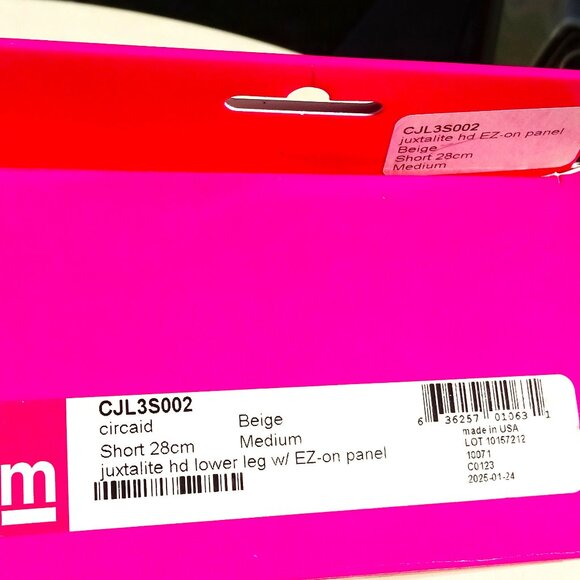 CJL3S002
juxtalite hd EZ-on panel
Beige
Short 28cm
Medium
m
CJL3S002
circaid Beige
Short 28cm Medium
juxtalite hd lower leg w/ EZ-on panel
6 36257 01063 1
made in USA
LOT 10157212
10071
C0123
2025-01-24